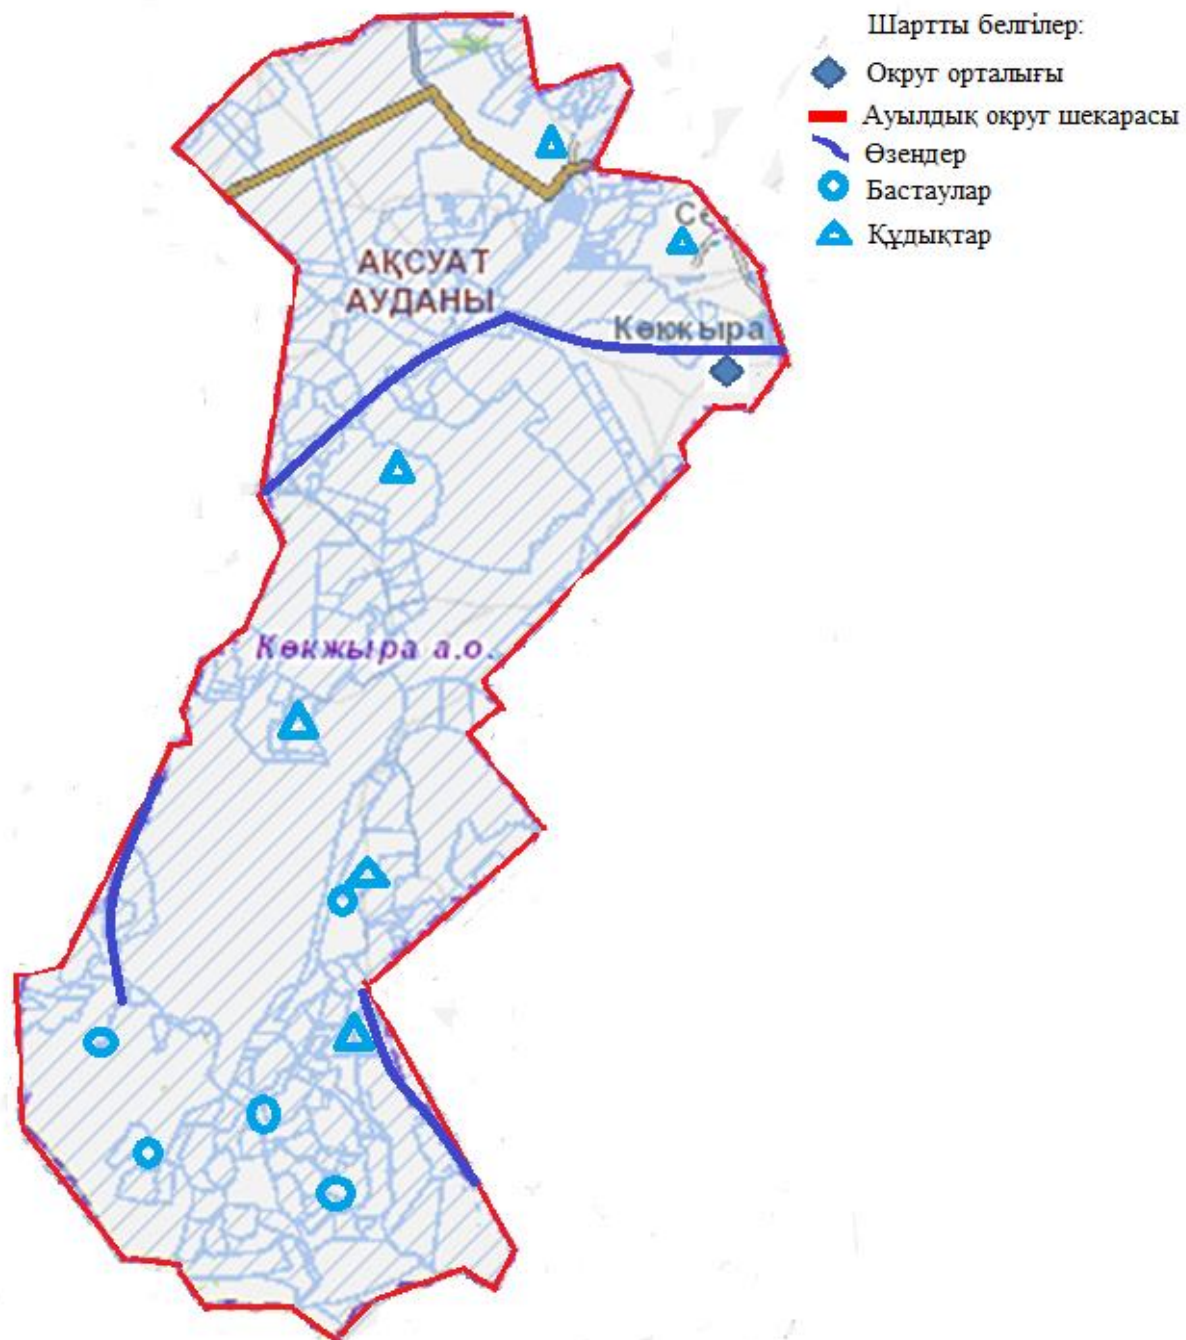 Шартты белгілер:
Округ орталығы
Ауылдық округ шекарасы
Өзендер
Бастаулар
Құдықтар
АҚСУАТ
АУДАНЫ
Көкжыра
Көкжыра а.о.